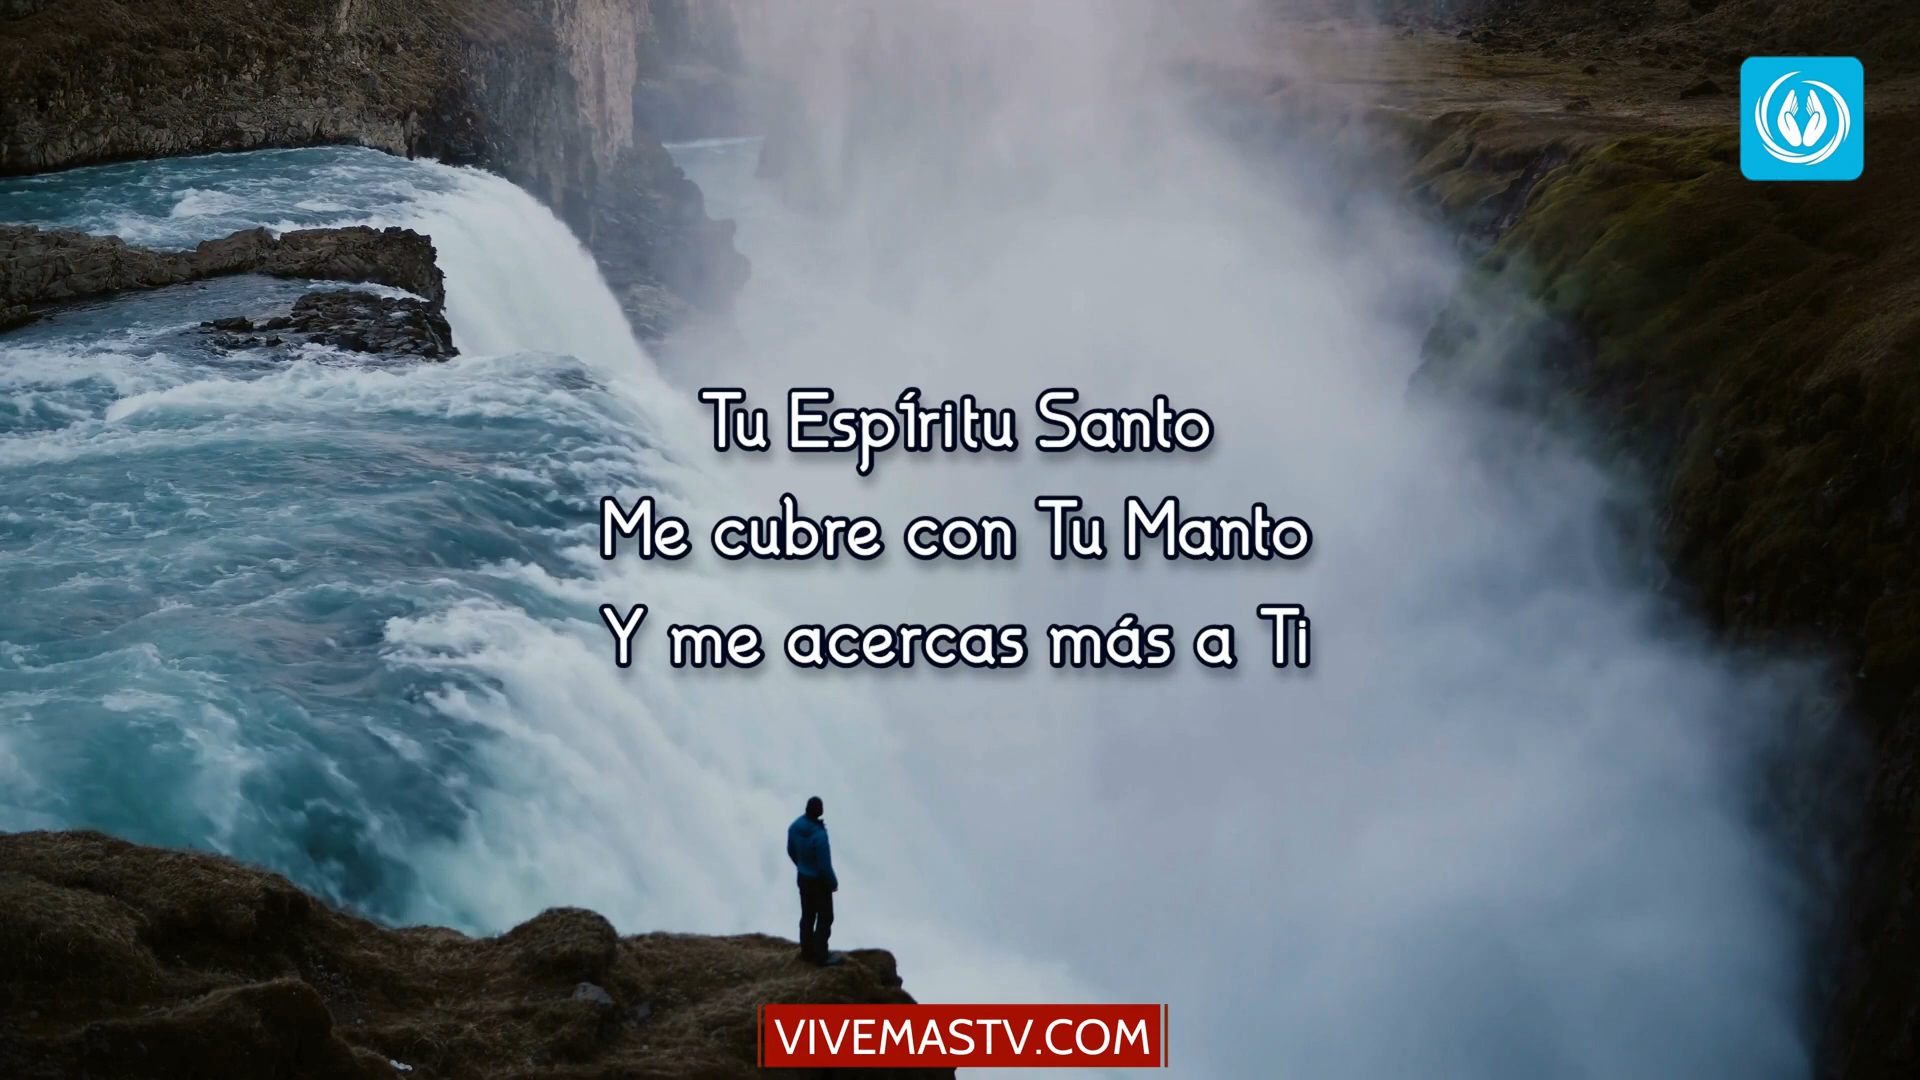 Tu Espíritu Santo
Me cubre con Tu Manto
Y me acercas más a Ti
VIVEMASTV.COM